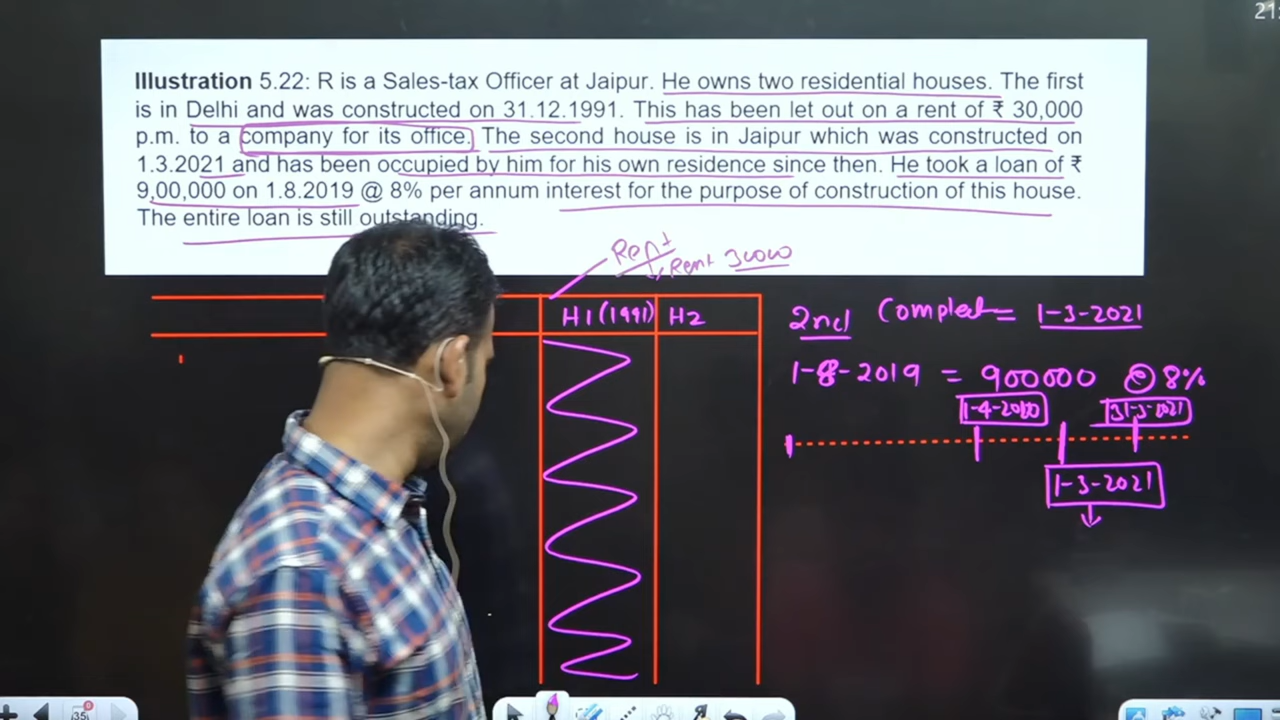 21:
Illustration 5.22: R is a Sales-tax Officer at Jaipur. He owns two residential houses. The first
is in Delhi and was constructed on 31.12.1991. This has been let out on a rent of ₹ 30,000
p.m. to a company for its office. The second house is in Jaipur which was constructed on
1.3.2021 and has been occupied by him for his own residence since then. He took a loan of ₹
9,00,000 on 1.8.2019 @ 8% per annum interest for the purpose of construction of this house.
The entire loan is still outstanding.
Rent
Rent 30000
H1 (1991) H2
2nd Complet = 1-3-2021
1-8-2019 = 900000 @ 8%
31-3-2021
1-3-2021
35
0